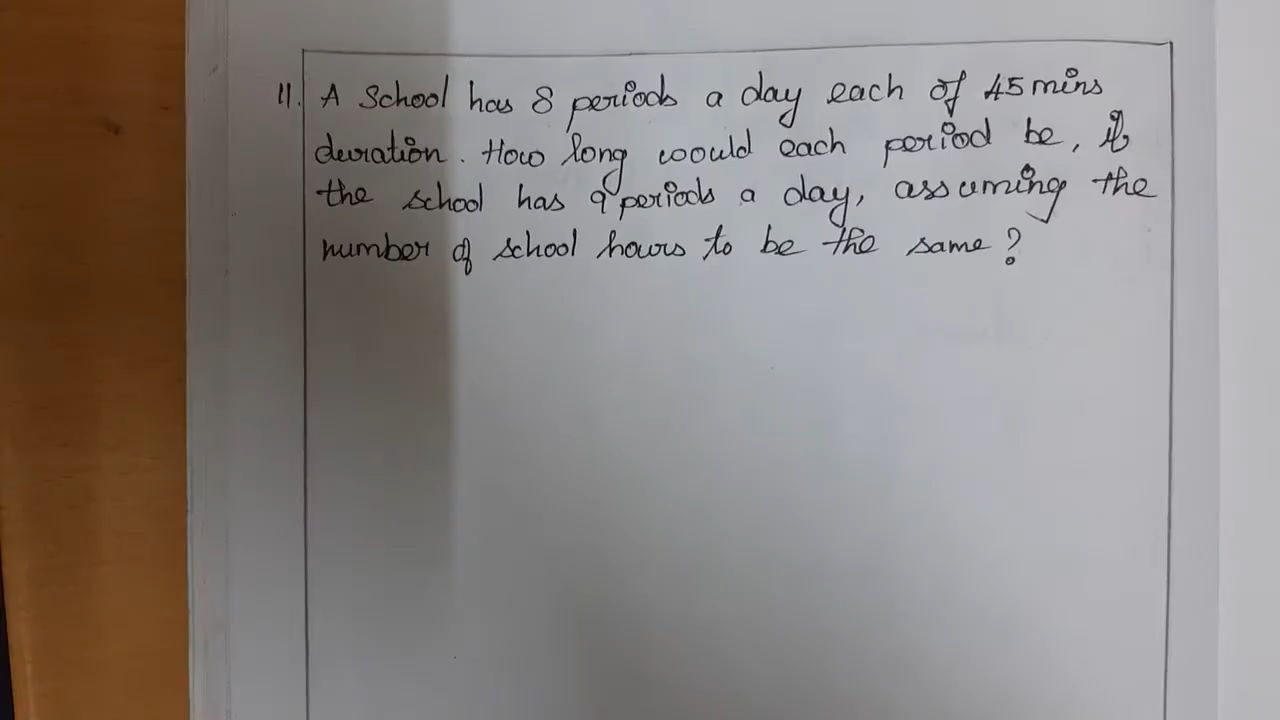 11. A School has 8 periods a day each of 45 mins
duration. How long would each period be, if
the school has 9 periods a day, assuming the
number of school hours to be the same?